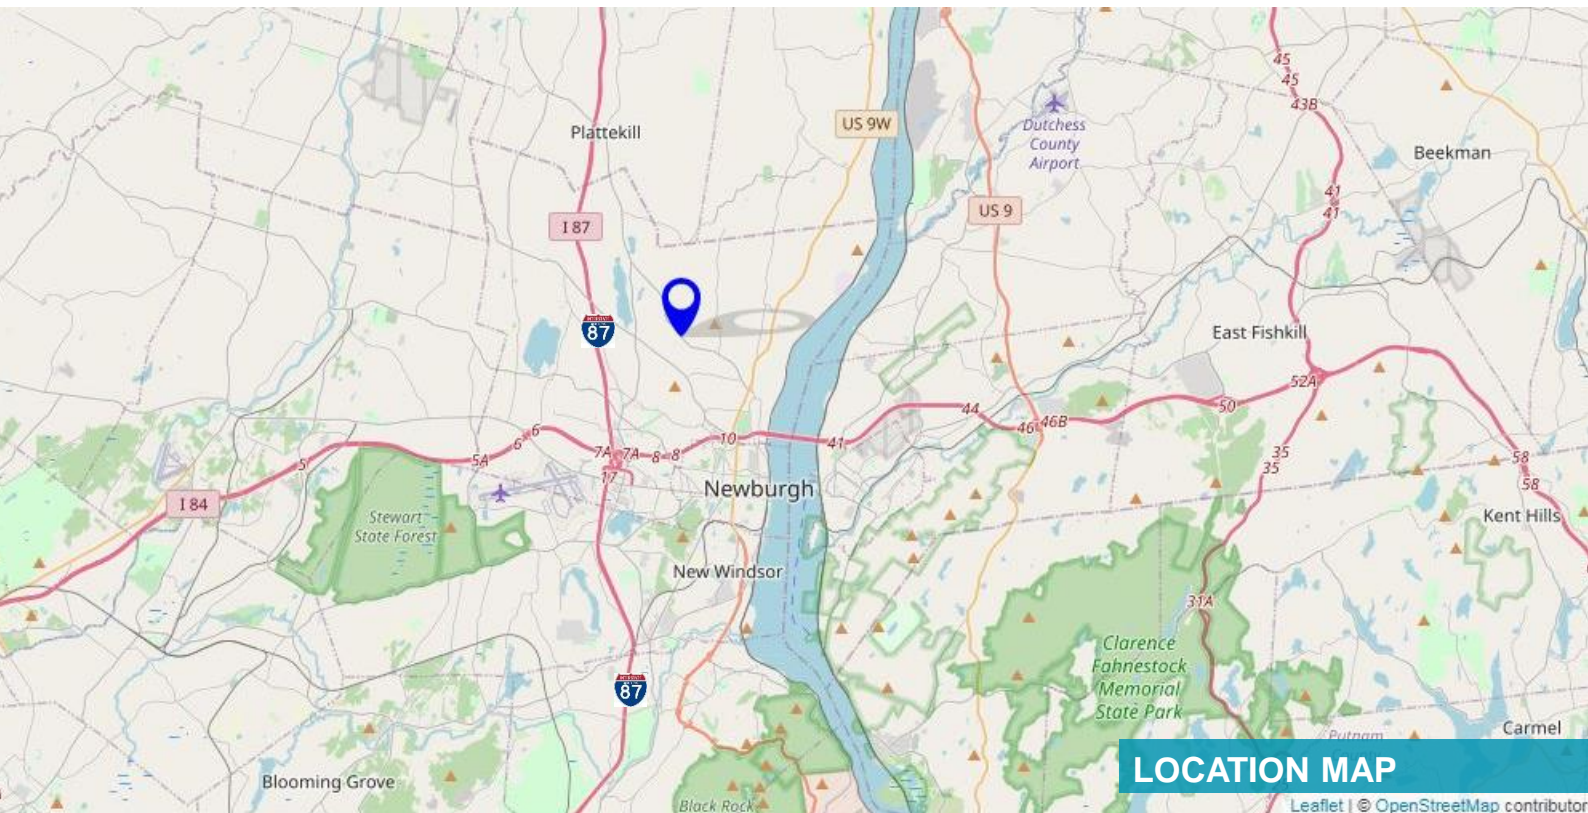 45
45
43B
US 9W
Plattekill
Dutchess
County
Airport
Beekman
41
41
US 9
I 87
87
East Fishkill
52A
50
44
46
46B
10
41
6
6
7A
7A
8
8
5
5A
17
35
35
58
58
Newburgh
I 84
Stewart
State Forest
Kent Hills
New Windsor
31A
Clarence
Fahnestock
Memorial
State Park
87
Carmel
Putnam
LOCATION MAP
Blooming Grove
Black Rock
Leaflet | © OpenStreetMap contributor